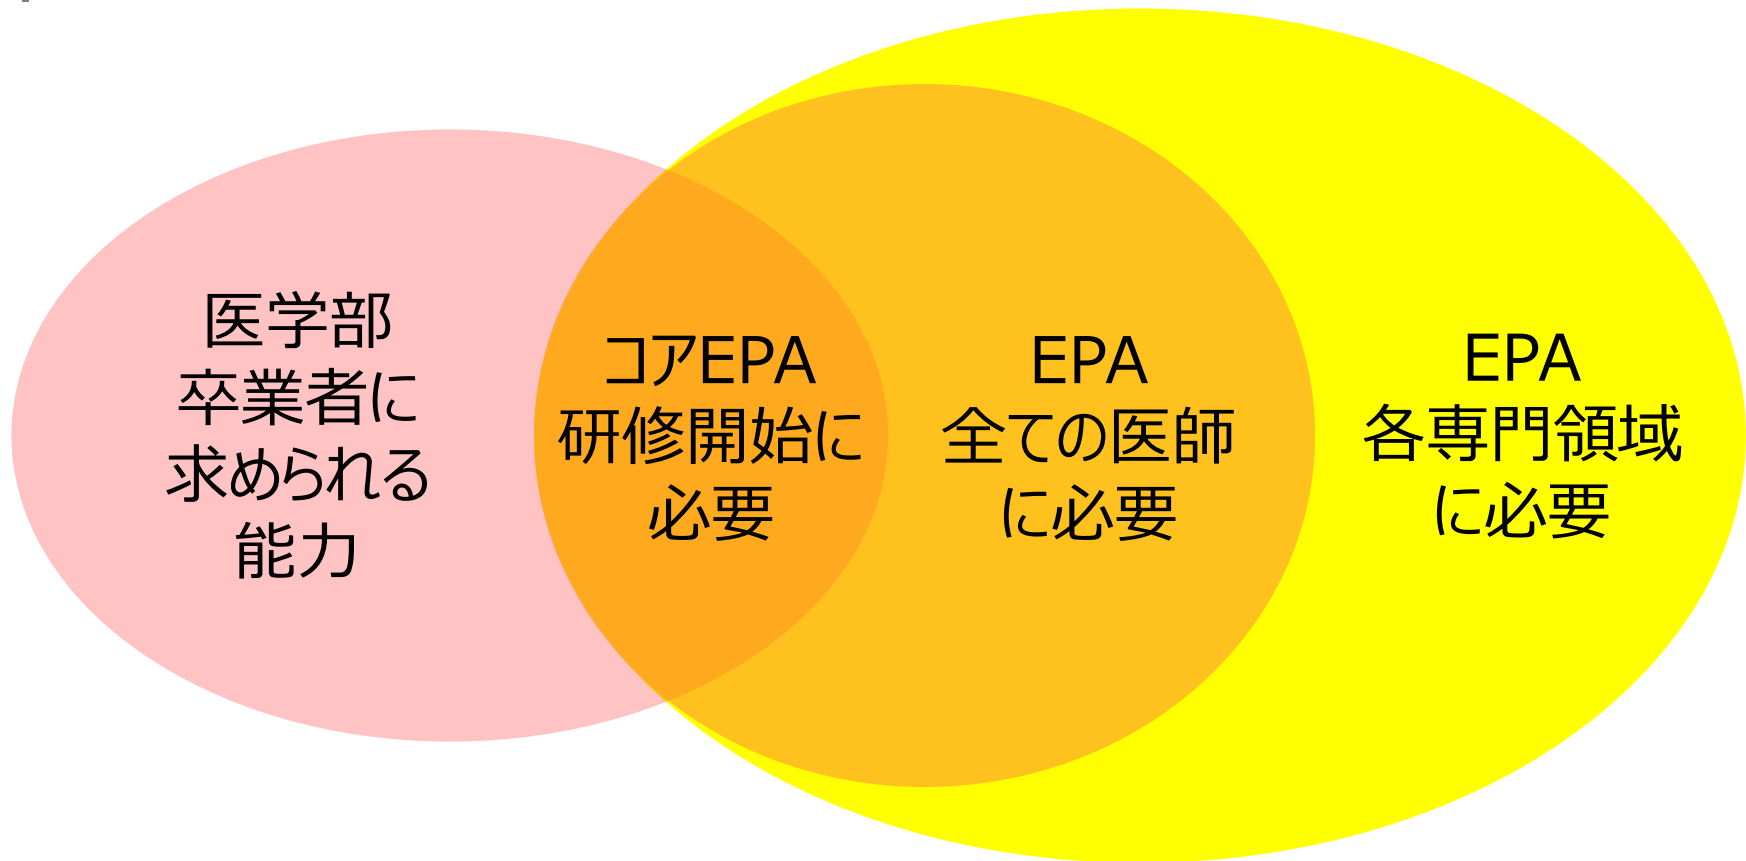 医学部
卒業者に
求められる
能力
コアEPA
研修開始に
必要
EPA
全ての医師
に必要
EPA
各専門領域
に必要